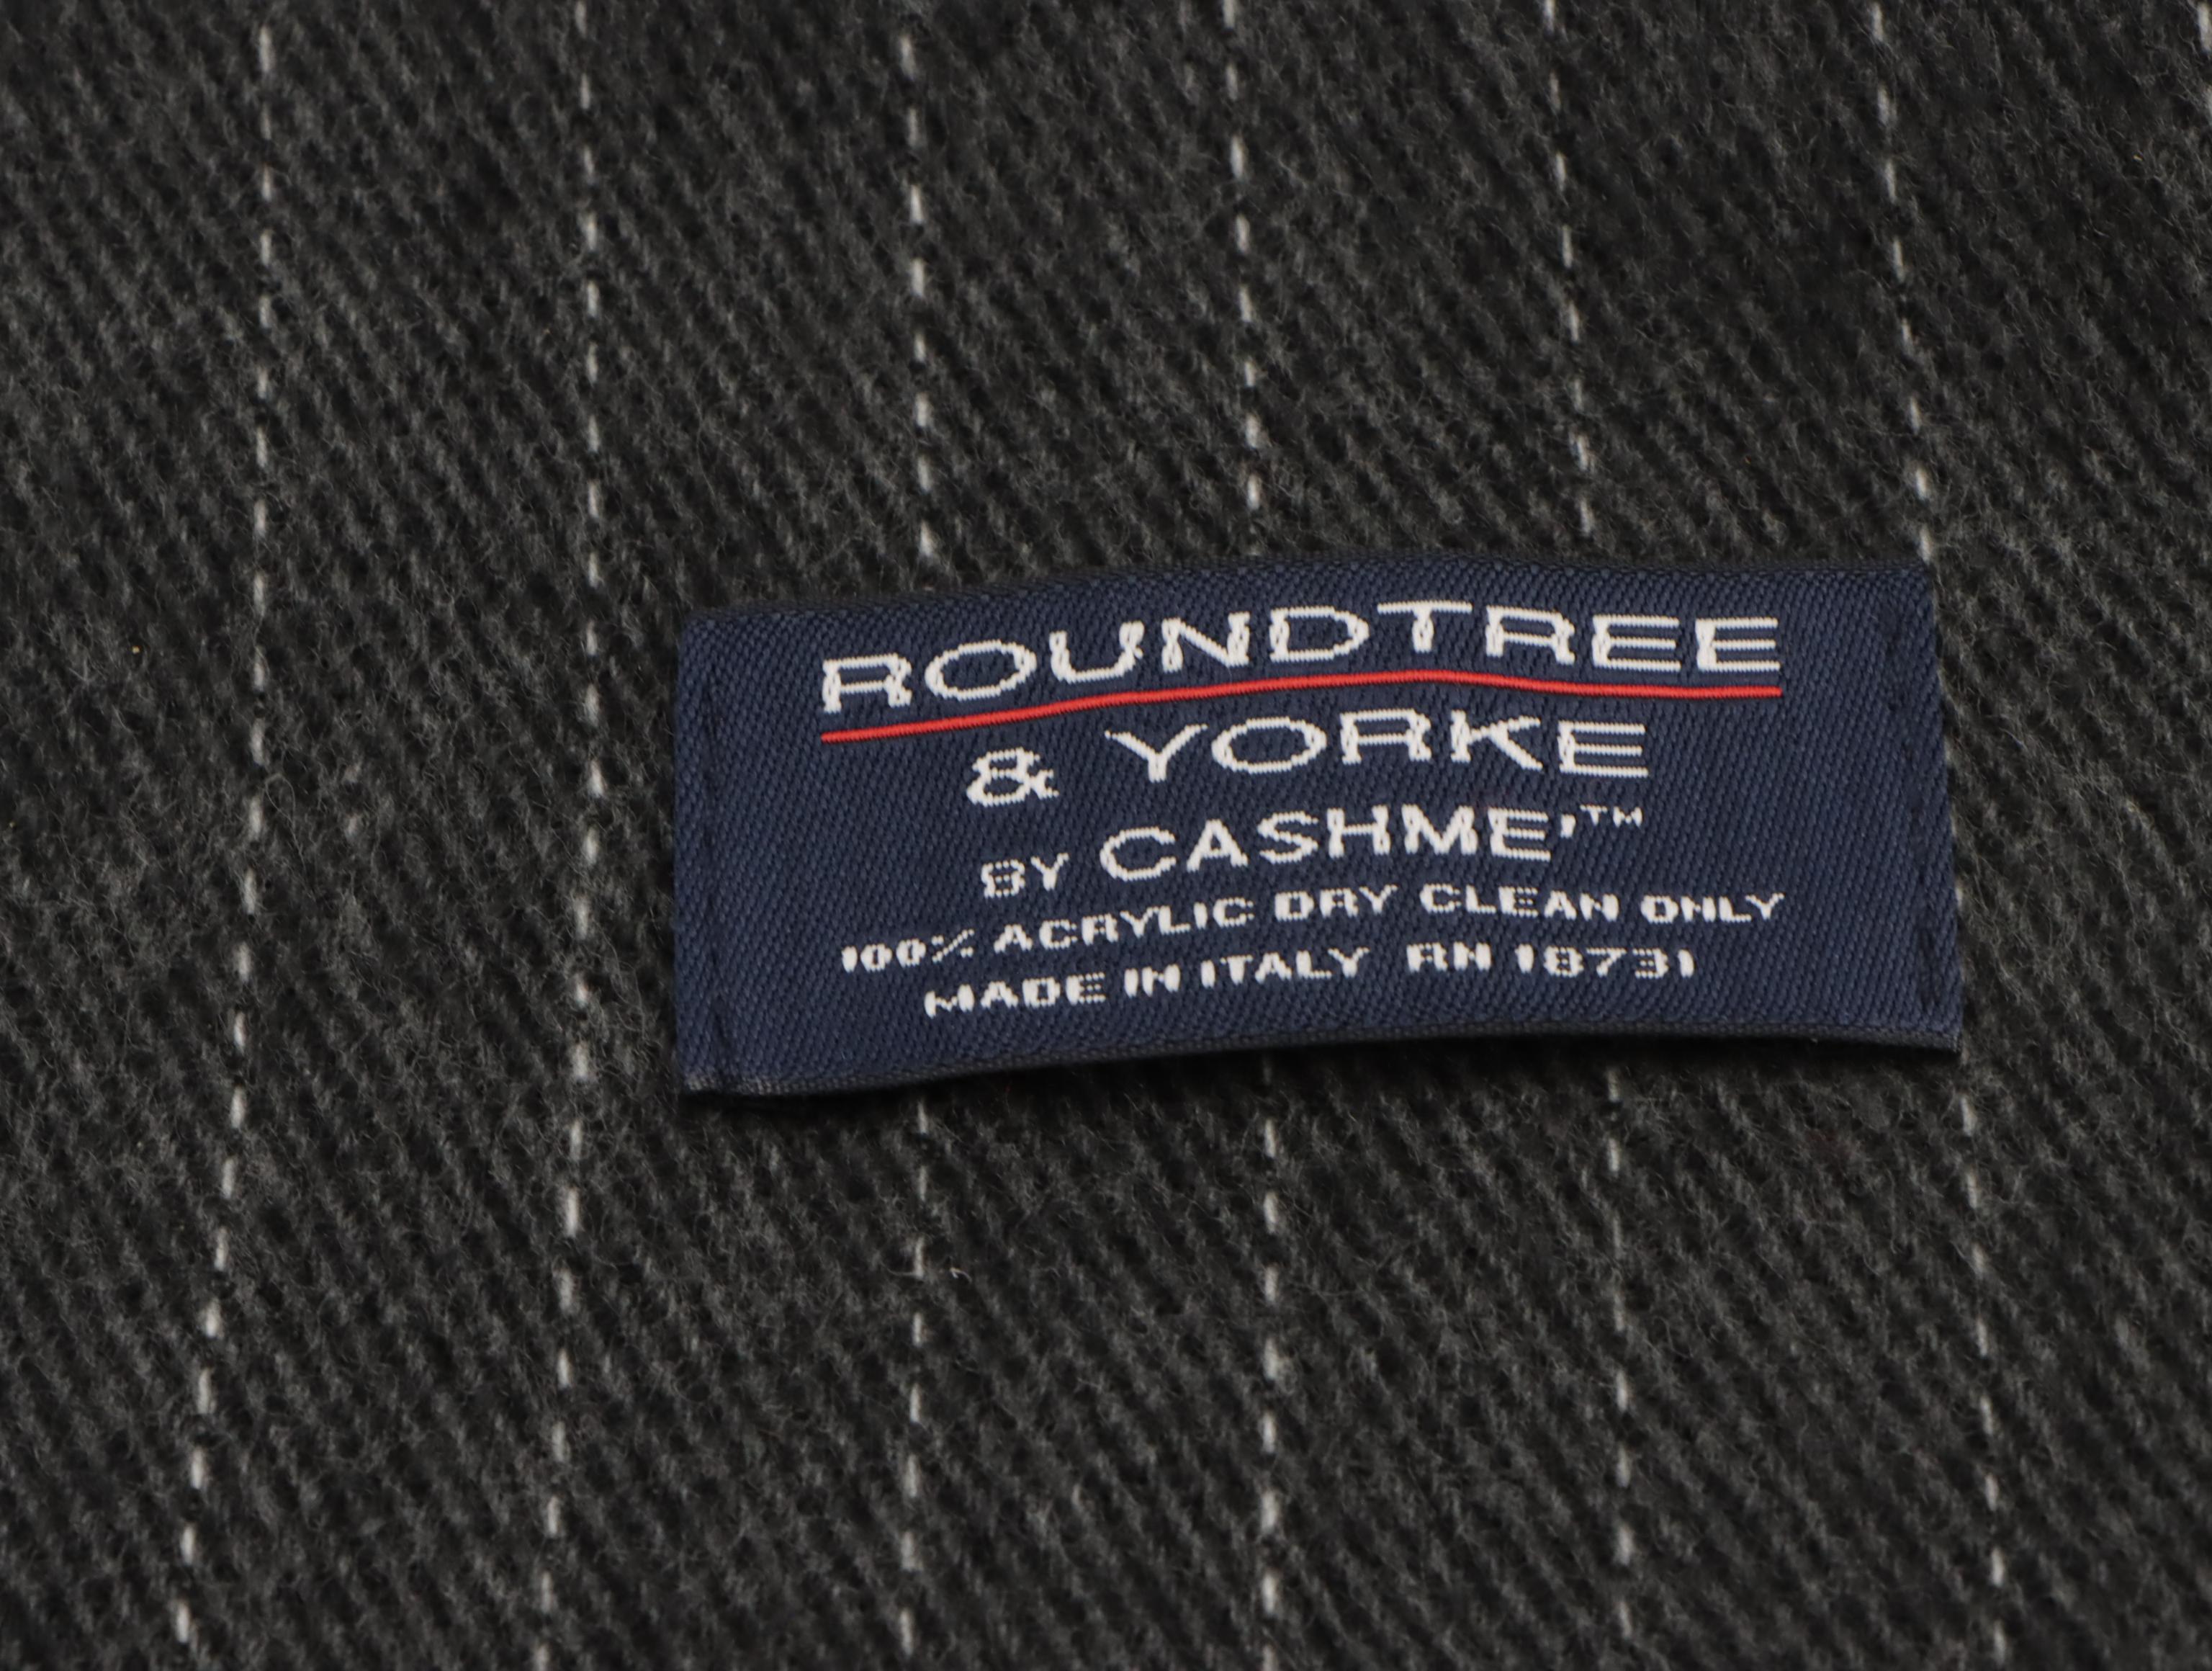 ROUNDTREE
& YORKE
BY CASHME'™
100% ACRYLIC DRY CLEAN ONLY
MADE IN ITALY RN 18731